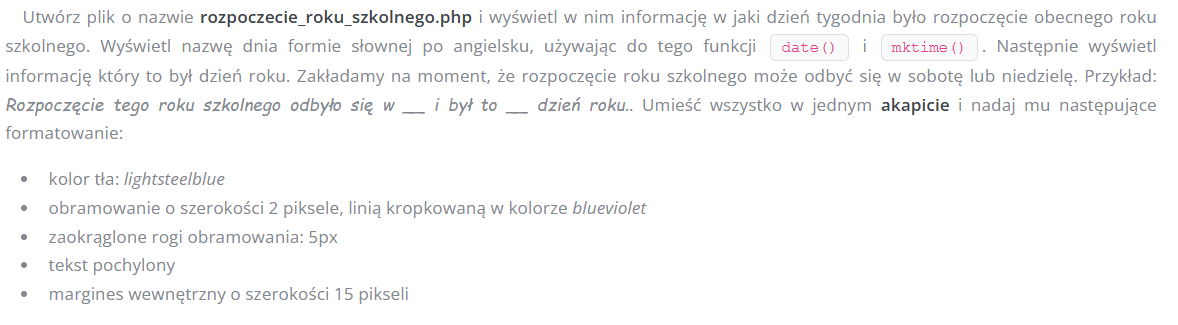 Utwórz plik o nazwie rozpoczecie_roku_szkolnego.php i wyświetl w nim informację w jaki dzień tygodnia było rozpoczęcie obecnego roku
szkolnego. Wyświetl nazwę dnia formie słownej po angielsku, używając do tego funkcji date() i mktime(). Następnie wyświetl
informację który to był dzień roku. Zakładamy na moment, że rozpoczęcie roku szkolnego może odbyć się w sobotę lub niedzielę. Przykład:
Rozpoczęcie tego roku szkolnego odbyło się w ___ i był to ___ dzień roku.. Umieść wszystko w jednym akapicie i nadaj mu następujące
formatowanie:
• kolor tła: lightsteelblue
• obramowanie o szerokości 2 piksele, linią kropkowaną w kolorze blueviolet
• zaokrąglone rogi obramowania: 5px
• tekst pochylony
• margines wewnętrzny o szerokości 15 pikseli